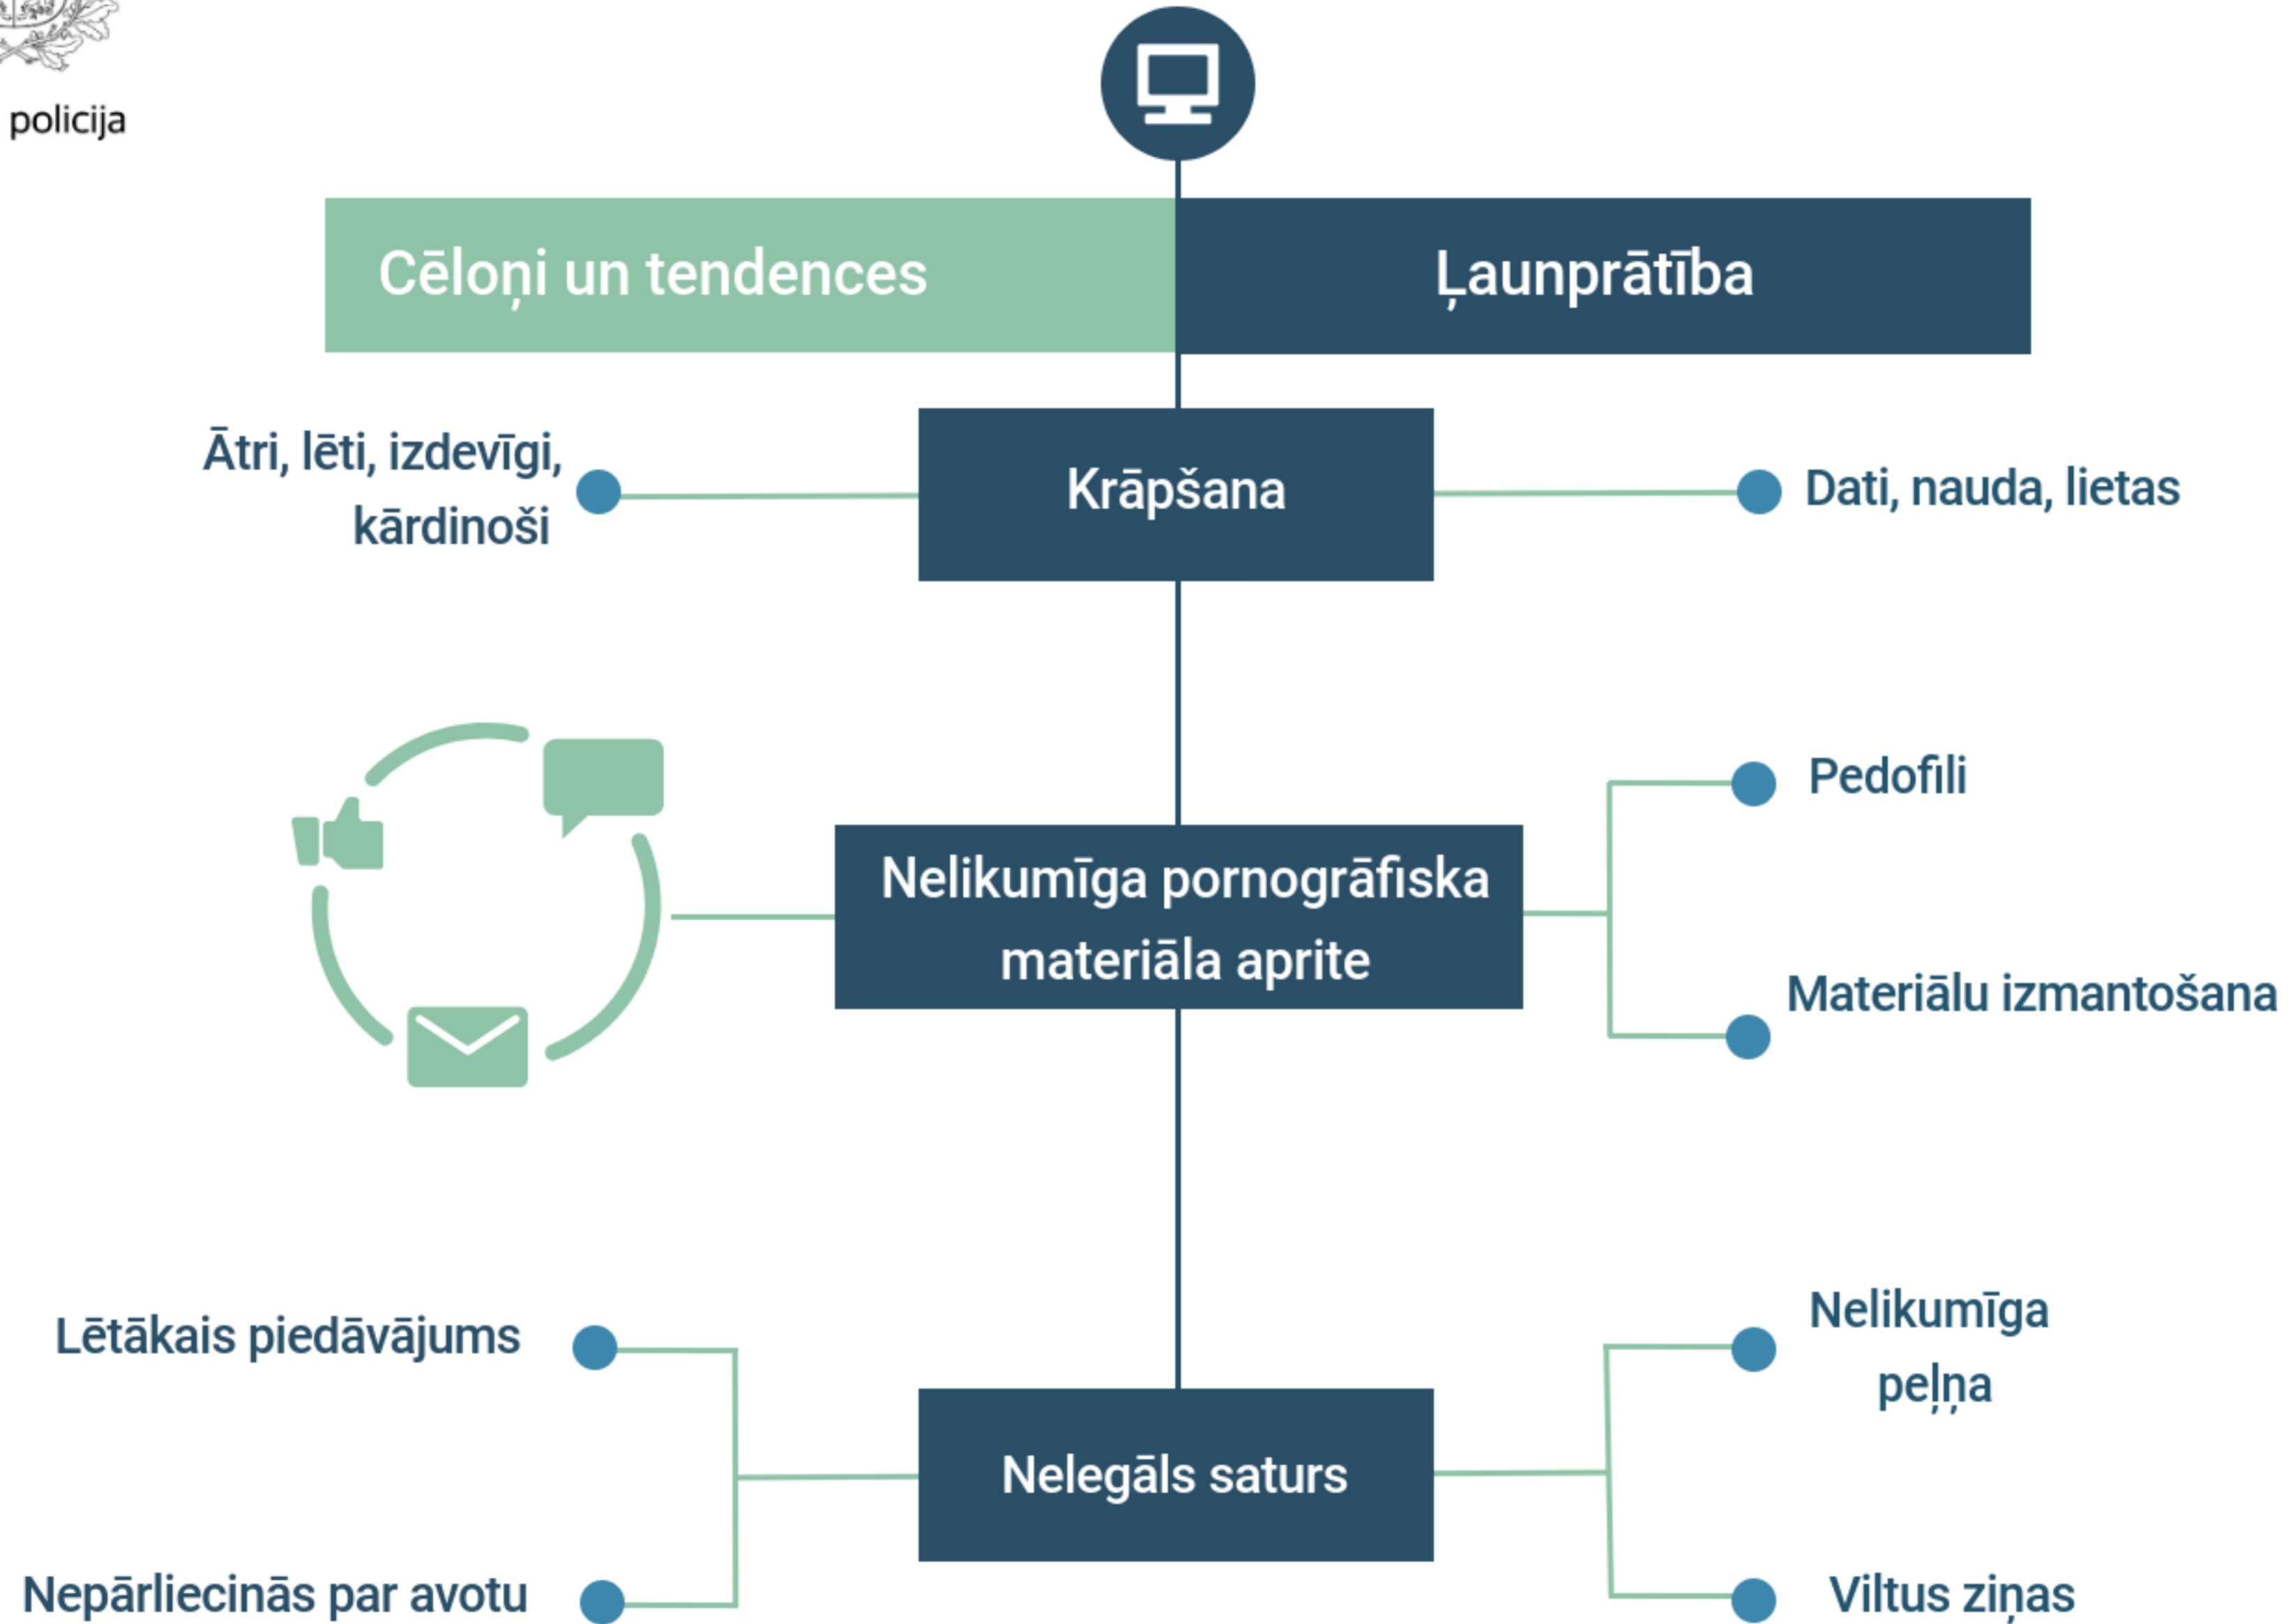 policija
Cēloņi un tendences
Ļaunprātība
Ātri, lēti, izdevīgi,
kārdinoši
Krāpšana
Dati, nauda, lietas
Nelikumīga pornogrāfiska
materiāla aprite
Pedofili
Materiālu izmantošana
Lētākais piedāvājums
Nepārliecinās par avotu
Nelegāls saturs
Nelikumīga
peļņa
Viltus ziņas